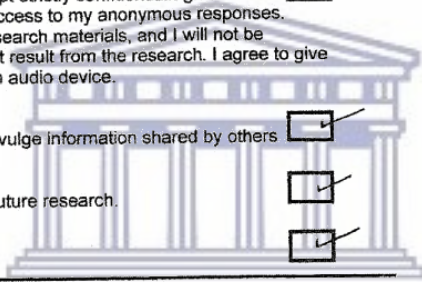 ccess to my anonymous responses.
search materials, and I will not be
t result from the research. I agree to give
audio device.
vulge information shared by others
uture research.